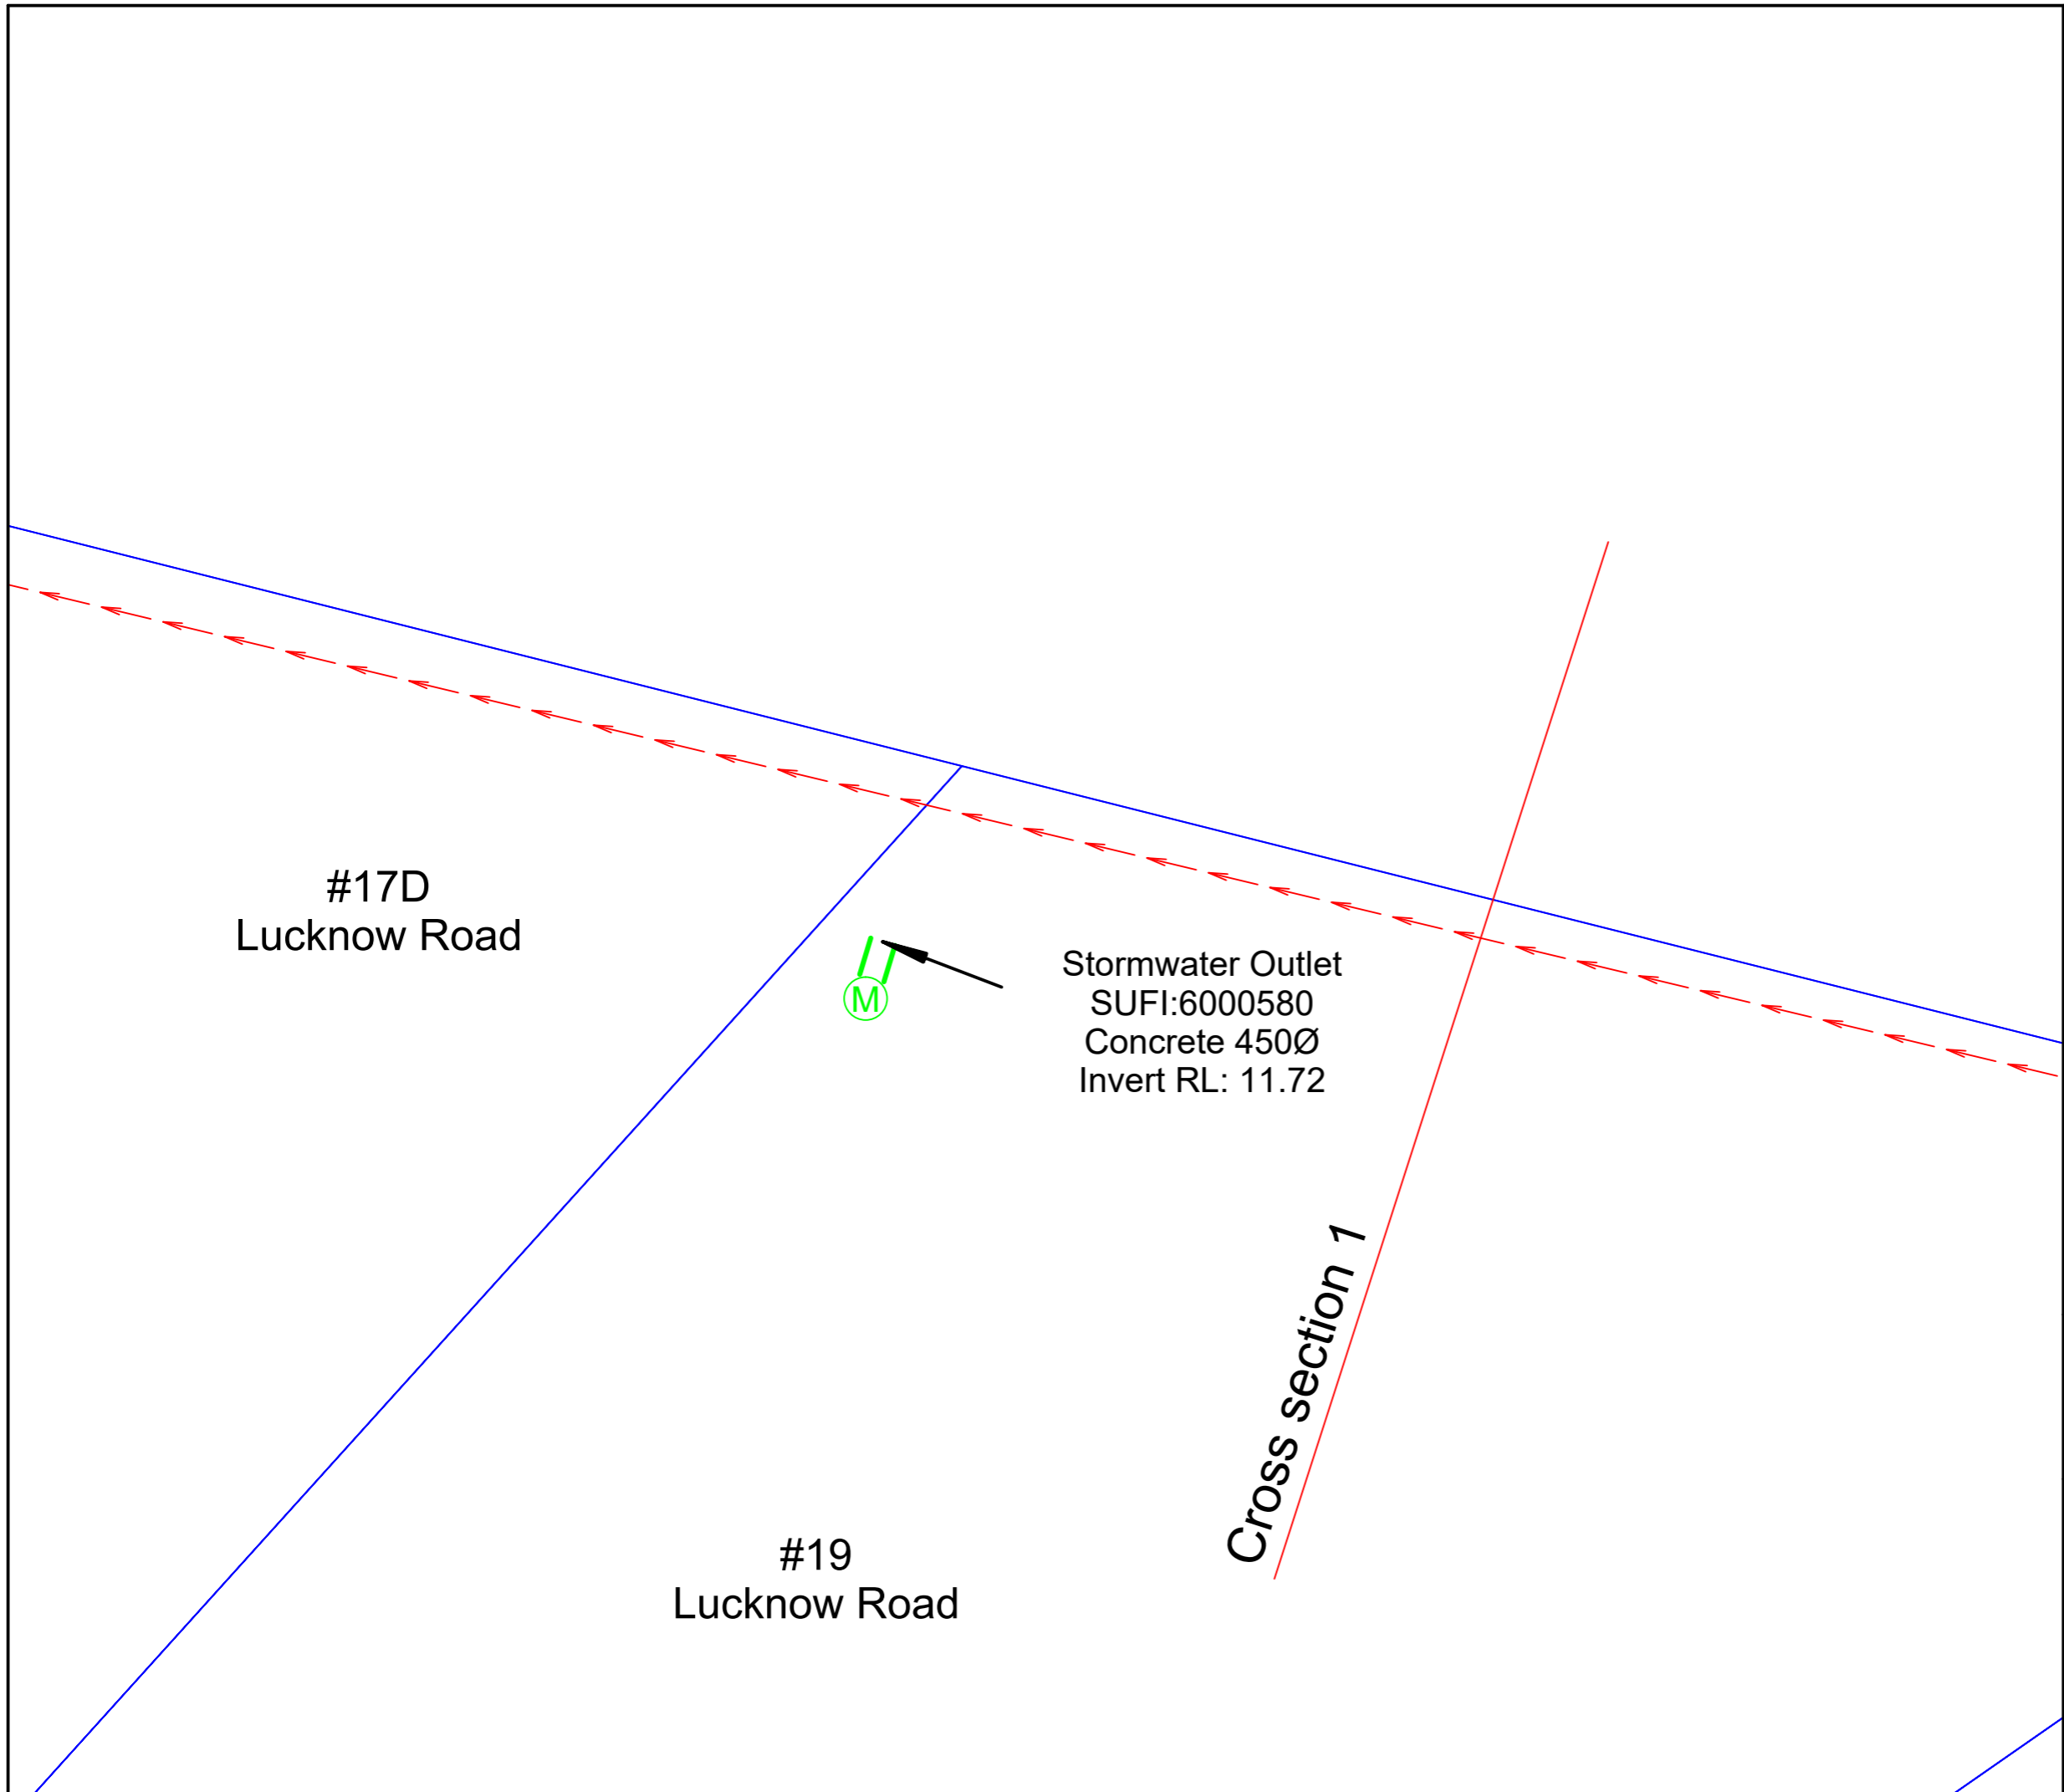 #17D
Lucknow Road
M
Stormwater Outlet
SUFI:6000580
Concrete 450Ø
Invert RL: 11.72
Cross section 1
#19
Lucknow Road